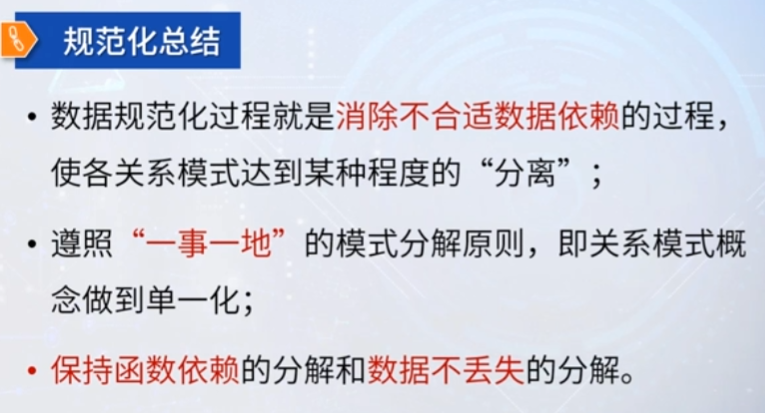 规范化总结
• 数据规范化过程就是消除不合适数据依赖的过程，
使各关系模式达到某种程度的“分离”；
• 遵照“一事一地”的模式分解原则，即关系模式概
念做到单一化；
• 保持函数依赖的分解和数据不丢失的分解。